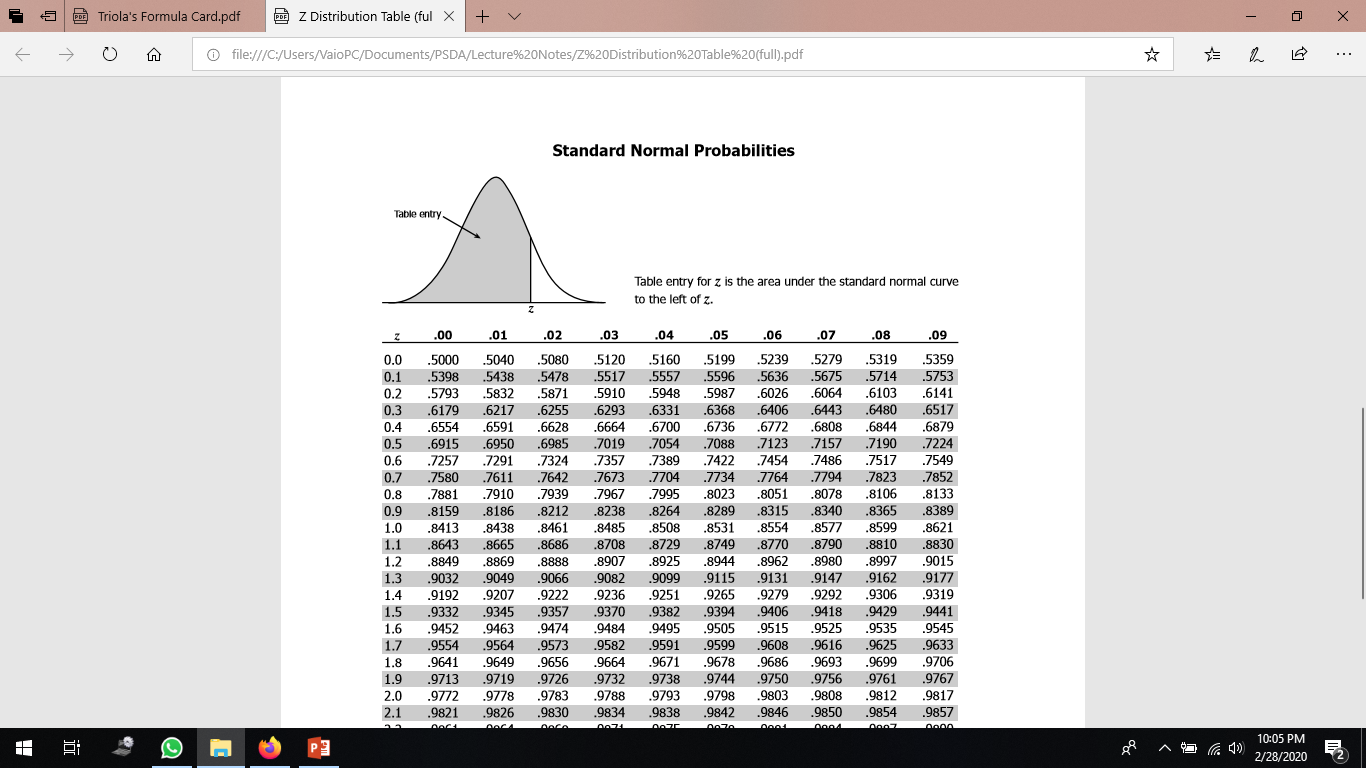 Triola's Formula Card.pdf
Z Distribution Table (ful
file:///C:/Users/VaioPC/Documents/PSDA/Lecture%20Notes/Z%20Distribution%20Table%20(full).pdf
Standard Normal Probabilities
Table entry
Table entry for z is the area under the standard normal curve
to the left of z.
z
z .00 .01 .02 .03 .04 .05 .06 .07 .08 .09
0.0 .5000 .5040 .5080 .5120 .5160 .5199 .5239 .5279 .5319 .5359
0.1 .5398 .5438 .5478 .5517 .5557 .5596 .5636 .5675 .5714 .5753
0.2 .5793 .5832 .5871 .5910 .5948 .5987 .6026 .6064 .6103 .6141
0.3 .6179 .6217 .6255 .6293 .6331 .6368 .6406 .6443 .6480 .6517
0.4 .6554 .6591 .6628 .6664 .6700 .6736 .6772 .6808 .6844 .6879
0.5 .6915 .6950 .6985 .7019 .7054 .7088 .7123 .7157 .7190 .7224
0.6 .7257 .7291 .7324 .7357 .7389 .7422 .7454 .7486 .7517 .7549
0.7 .7580 .7611 .7642 .7673 .7704 .7734 .7764 .7794 .7823 .7852
0.8 .7881 .7910 .7939 .7967 .7995 .8023 .8051 .8078 .8106 .8133
0.9 .8159 .8186 .8212 .8238 .8264 .8289 .8315 .8340 .8365 .8389
1.0 .8413 .8438 .8461 .8485 .8508 .8531 .8554 .8577 .8599 .8621
1.1 .8643 .8665 .8686 .8708 .8729 .8749 .8770 .8790 .8810 .8830
1.2 .8849 .8869 .8888 .8907 .8925 .8944 .8962 .8980 .8997 .9015
1.3 .9032 .9049 .9066 .9082 .9099 .9115 .9131 .9147 .9162 .9177
1.4 .9192 .9207 .9222 .9236 .9251 .9265 .9279 .9292 .9306 .9319
1.5 .9332 .9345 .9357 .9370 .9382 .9394 .9406 .9418 .9429 .9441
1.6 .9452 .9463 .9474 .9484 .9495 .9505 .9515 .9525 .9535 .9545
1.7 .9554 .9564 .9573 .9582 .9591 .9599 .9608 .9616 .9625 .9633
1.8 .9641 .9649 .9656 .9664 .9671 .9678 .9686 .9693 .9699 .9706
1.9 .9713 .9719 .9726 .9732 .9738 .9744 .9750 .9756 .9761 .9767
2.0 .9772 .9778 .9783 .9788 .9793 .9798 .9803 .9808 .9812 .9817
2.1 .9821 .9826 .9830 .9834 .9838 .9842 .9846 .9850 .9854 .9857
10:05 PM
2/28/2020
2